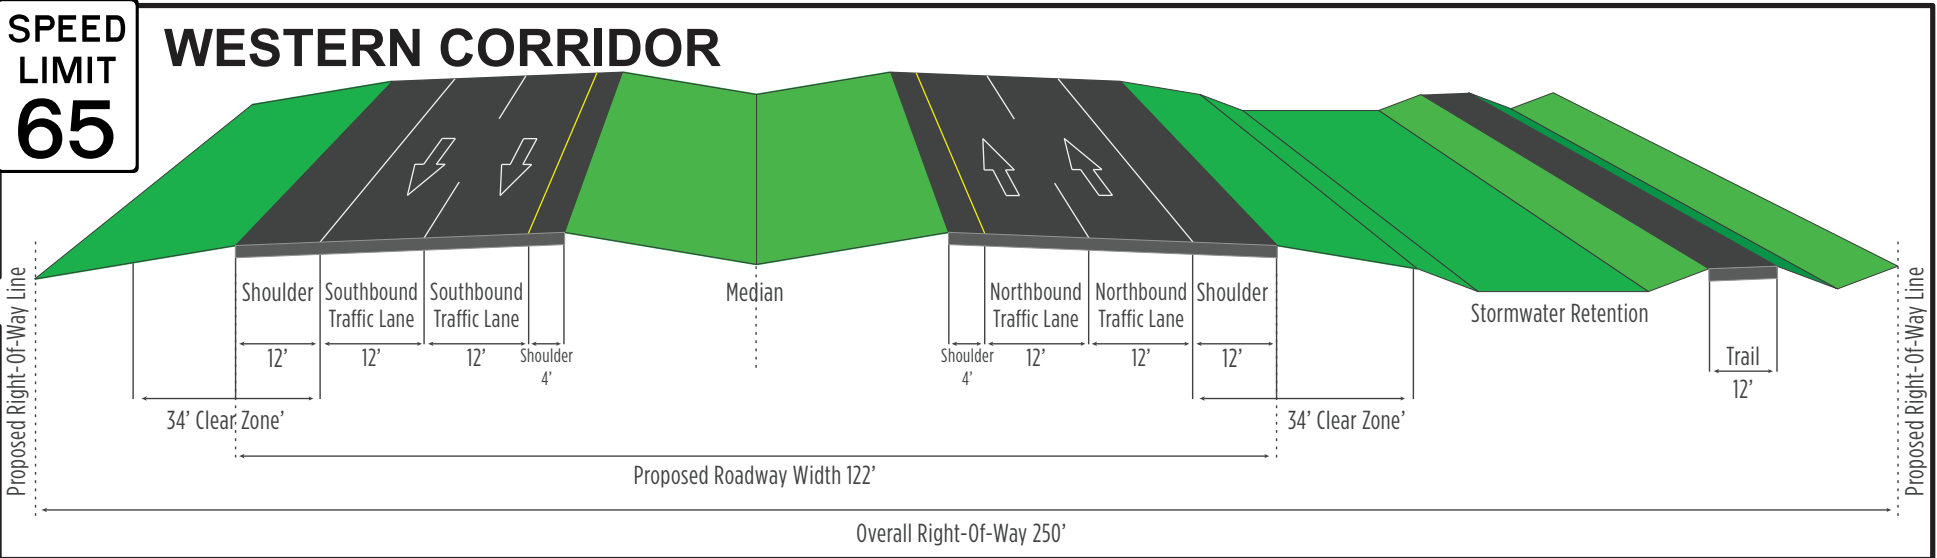 SPEED
LIMIT
65
WESTERN CORRIDOR
Proposed Right-Of-Way Line
Shoulder
12’
Southbound
Traffic Lane
12’
Southbound
Traffic Lane
12’
Shoulder
4’
Median
Shoulder
4’
Northbound
Traffic Lane
12’
Northbound
Traffic Lane
12’
Shoulder
12’
Stormwater Retention
Trail
12’
Proposed Right-Of-Way Line
34’ Clear Zone’
34’ Clear Zone’
Proposed Roadway Width 122’
Overall Right-Of-Way 250’